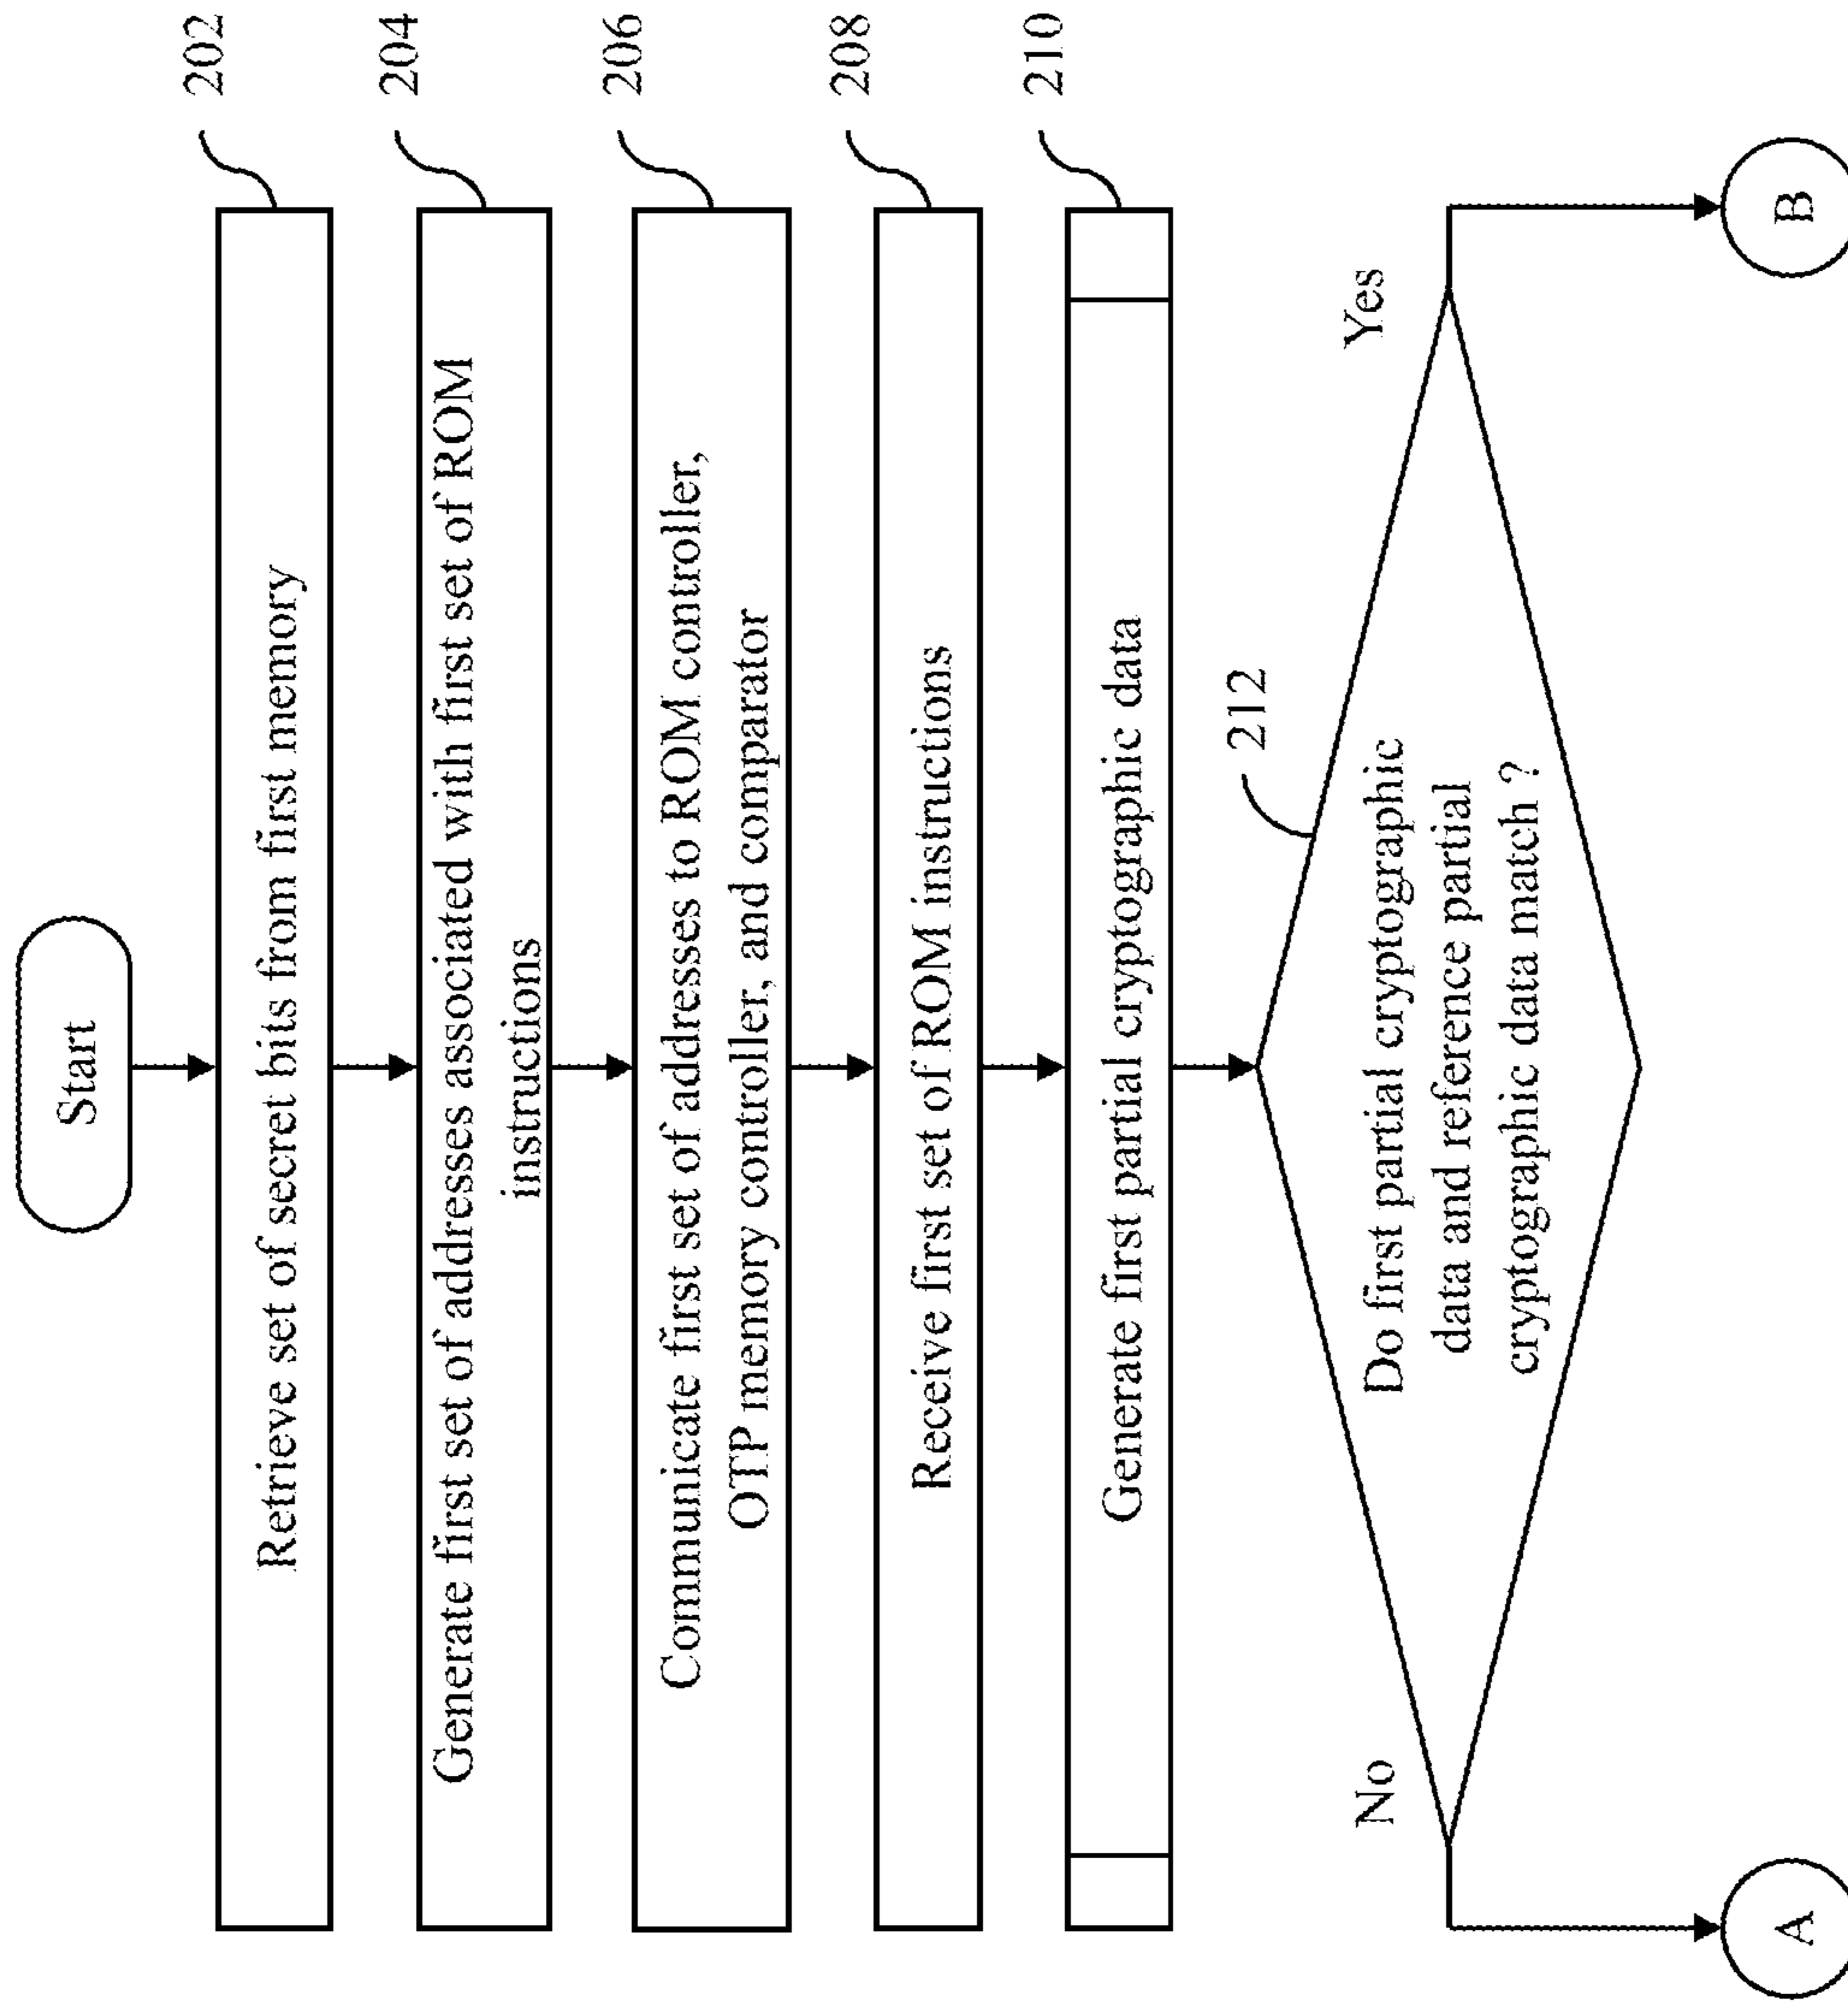 Start
202
Retrieve set of secret bits from first memory
204
Generate first set of addresses associated with first set of ROM
instructions
206
Communicate first set of addresses to ROM controller,
OTP memory controller, and comparator
208
Receive first set of ROM instructions
210
Generate first partial cryptographic data
212
Do first partial cryptographic
data and reference partial
cryptographic data match ?
No
Yes
A
B